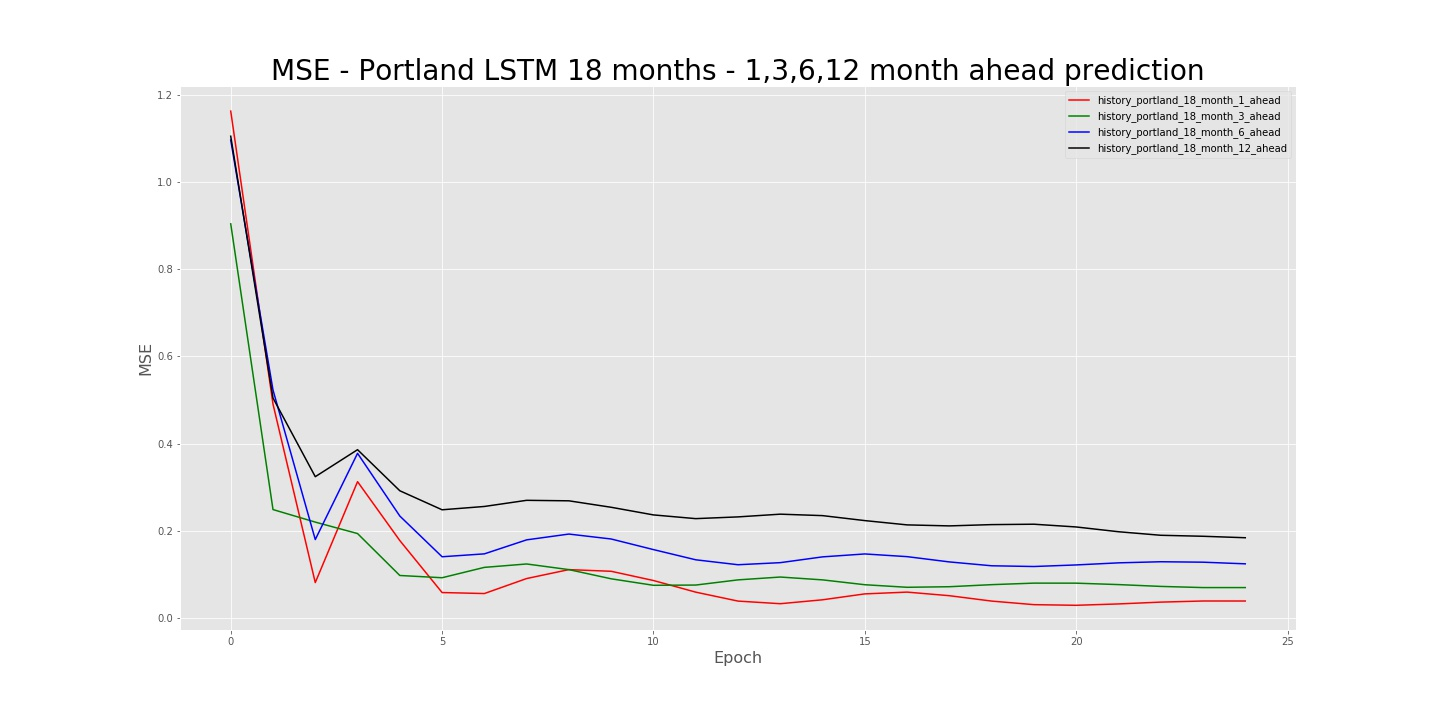 MSE - Portland LSTM 18 months - 1,3,6,12 month ahead prediction
history_portland_18_month_1_ahead
history_portland_18_month_3_ahead
history_portland_18_month_6_ahead
history_portland_18_month_12_ahead
1.2
1.0
0.8
0.6
0.4
0.2
0.0
MSE
0 5 10 15 20 25
Epoch